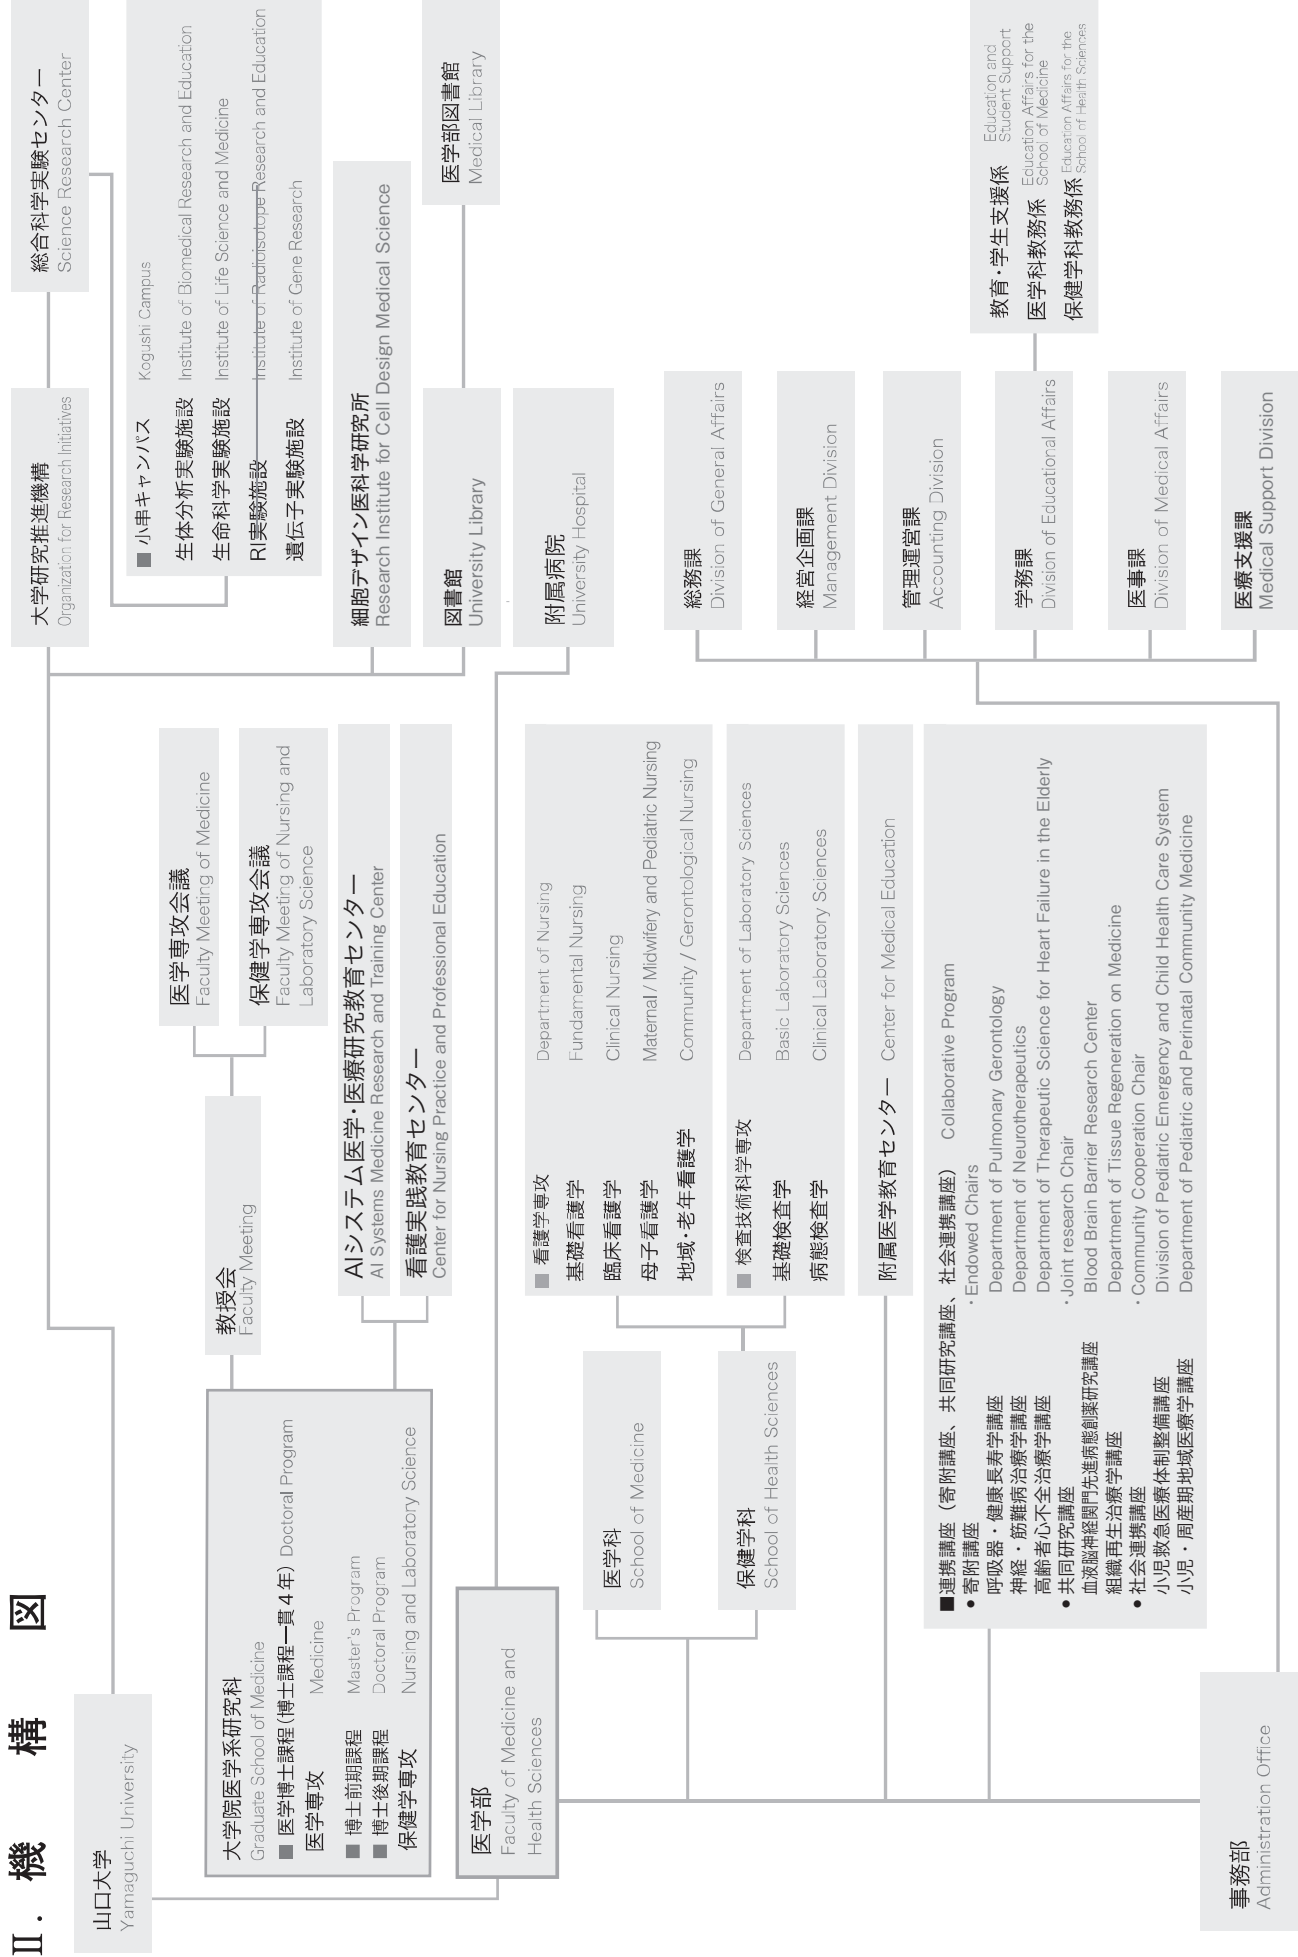 Ⅱ. 機構図
山口大学
Yamaguchi University
大学研究推進機構
Organization for Research Initiatives
総合科学実験センター
Science Research Center
■ 小串キャンパス Kogushi Campus
生体分析実験施設 Institute of Biomedical Research and Education
生命科学実験施設 Institute of Life Science and Medicine
RI実験施設 Institute of Radioisotope Research and Education
遺伝子実験施設 Institute of Gene Research
細胞デザイン医科学研究所
Research Institute for Cell Design Medical Science
図書館
University Library
医学部図書館
Medical Library
附属病院
University Hospital
大学院医学系研究科
Graduate School of Medicine
■ 医学博士課程(博士課程一貫4年) Doctoral Program
医学専攻 Medicine
■ 博士前期課程 Master's Program
■ 博士後期課程 Doctoral Program
保健学専攻 Nursing and Laboratory Science
教授会
Faculty Meeting
医学専攻会議
Faculty Meeting of Medicine
保健学専攻会議
Faculty Meeting of Nursing and
Laboratory Science
AIシステム医学・医療研究教育センター
AI Systems Medicine Research and Training Center
看護実践教育センター
Center for Nursing Practice and Professional Education
医学部
Faculty of Medicine and
Health Sciences
医学科
School of Medicine
保健学科
School of Health Sciences
■ 看護学専攻 Department of Nursing
基礎看護学 Fundamental Nursing
臨床看護学 Clinical Nursing
母子看護学 Maternal / Midwifery and Pediatric Nursing
地域・老年看護学 Community / Gerontological Nursing
■ 検査技術科学専攻 Department of Laboratory Sciences
基礎検査学 Basic Laboratory Sciences
病態検査学 Clinical Laboratory Sciences
附属医学教育センター Center for Medical Education
■連携講座（寄附講座、共同研究講座、社会連携講座） Collaborative Program
●寄附講座 ・Endowed Chairs
呼吸器・健康長寿学講座 Department of Pulmonary Gerontology
神経・筋難病治療学講座 Department of Neurotherapeutics
高齢者心不全治療学講座 Department of Therapeutic Science for Heart Failure in the Elderly
●共同研究講座 ・Joint research Chair
血液脳神経関門先進病態創薬研究講座 Blood Brain Barrier Research Center
組織再生治療学講座 Department of Tissue Regeneration on Medicine
●社会連携講座 ・Community Cooperation Chair
小児救急医療体制整備講座 Division of Pediatric Emergency and Child Health Care System
小児・周産期地域医療学講座 Department of Pediatric and Perinatal Community Medicine
事務部
Administration Office
総務課
Division of General Affairs
経営企画課
Management Division
管理運営課
Accounting Division
学務課
Division of Educational Affairs
教育・学生支援係 Education and
Student Support
医学科教務係 Education Affairs for the
School of Medicine
保健学科教務係 Education Affairs for the
School of Health Sciences
医事課
Division of Medical Affairs
医療支援課
Medical Support Division